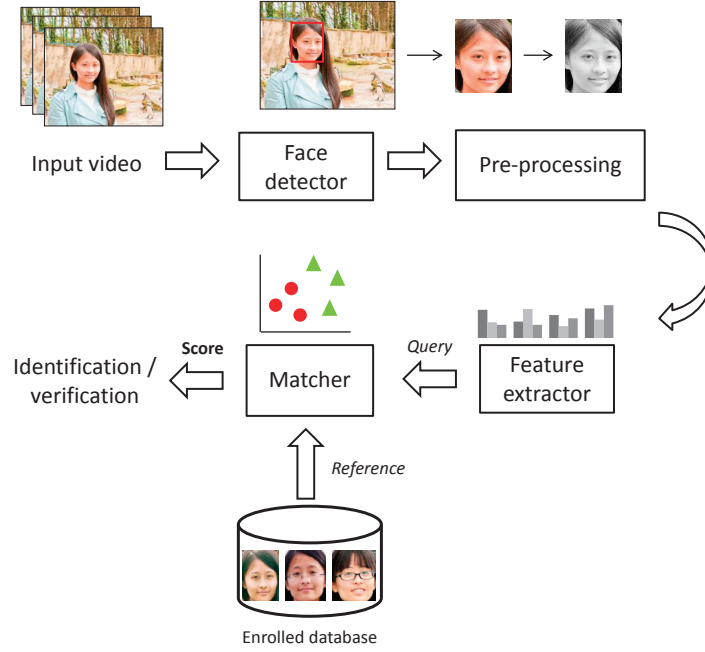 Input video
Face
detector
Pre-processing
Identification /
verification
Score
Matcher
Query
Feature
extractor
Reference
Enrolled database